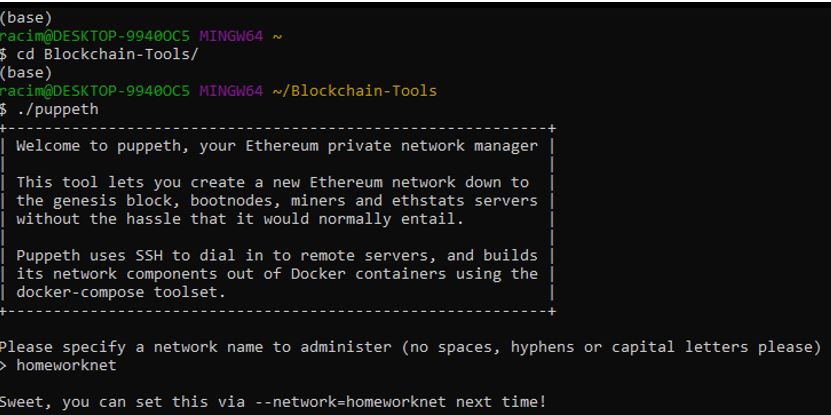 (base)
racim@DESKTOP-9940OC5 MINGW64 ~
$ cd Blockchain-Tools/
(base)
racim@DESKTOP-9940OC5 MINGW64 ~/Blockchain-Tools
$ ./puppeth
+-----------------------------------------------------------+
| Welcome to puppeth, your Ethereum private network manager |
|                                                           |
| This tool lets you create a new Ethereum network down to  |
| the genesis block, bootnodes, miners and ethstats servers |
| without the hassle that it would normally entail.         |
|                                                           |
| Puppeth uses SSH to dial in to remote servers, and builds |
| its network components out of Docker containers using the |
| docker-compose toolset.                                   |
+-----------------------------------------------------------+
Please specify a network name to administer (no spaces, hyphens or capital letters please)
> homeworknet
Sweet, you can set this via --network=homeworknet next time!